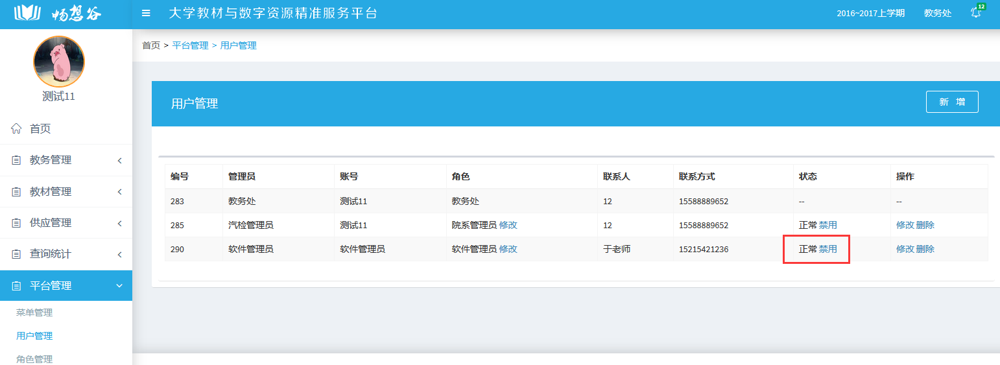 畅想谷
大学教材与数字资源精准服务平台
2016~2017上学期 教务处 12
测试11
首页
教务管理
教材管理
供应管理
查询统计
平台管理
菜单管理
用户管理
角色管理
首页 > 平台管理 > 用户管理
用户管理 新 增
编号 管理员 账号 角色 联系人 联系方式 状态 操作
283 教务处 测试11 教务处 12 15588889652 -- --
285 汽检管理员 测试11 院系管理员 修改 12 15588889652 正常 禁用 修改 删除
290 软件管理员 软件管理员 软件管理员 修改 于老师 15215421236 正常 禁用 修改 删除